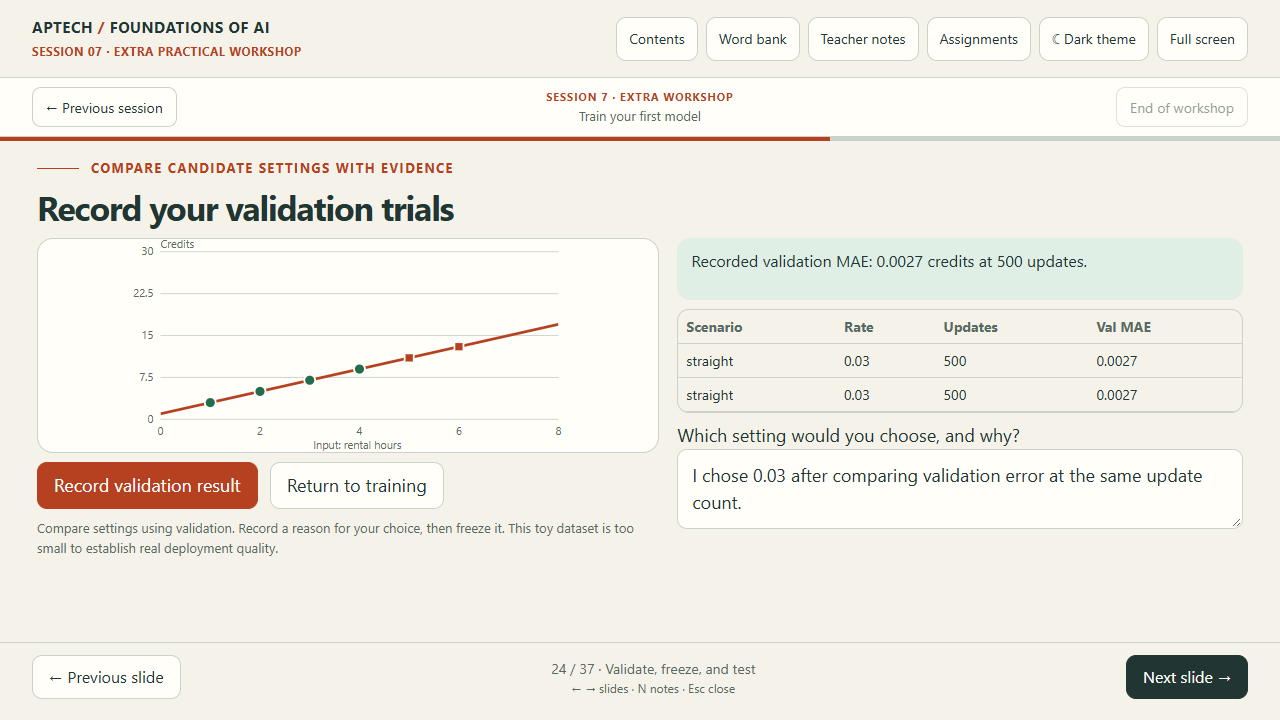 APTECH / FOUNDATIONS OF AI
SESSION 07 · EXTRA PRACTICAL WORKSHOP
Contents
Word bank
Teacher notes
Assignments
☾ Dark theme
Full screen
← Previous session
SESSION 7 · EXTRA WORKSHOP
Train your first model
End of workshop
COMPARE CANDIDATE SETTINGS WITH EVIDENCE
Record your validation trials
Credits
30
22.5
15
7.5
0
0 2 4 6 8
Input: rental hours
Record validation result
Return to training
Compare settings using validation. Record a reason for your choice, then freeze it. This toy dataset is too
small to establish real deployment quality.
Recorded validation MAE: 0.0027 credits at 500 updates.
Scenario Rate Updates Val MAE
straight 0.03 500 0.0027
straight 0.03 500 0.0027
Which setting would you choose, and why?
I chose 0.03 after comparing validation error at the same update
count.
← Previous slide
24 / 37 · Validate, freeze, and test
← → slides · N notes · Esc close
Next slide →